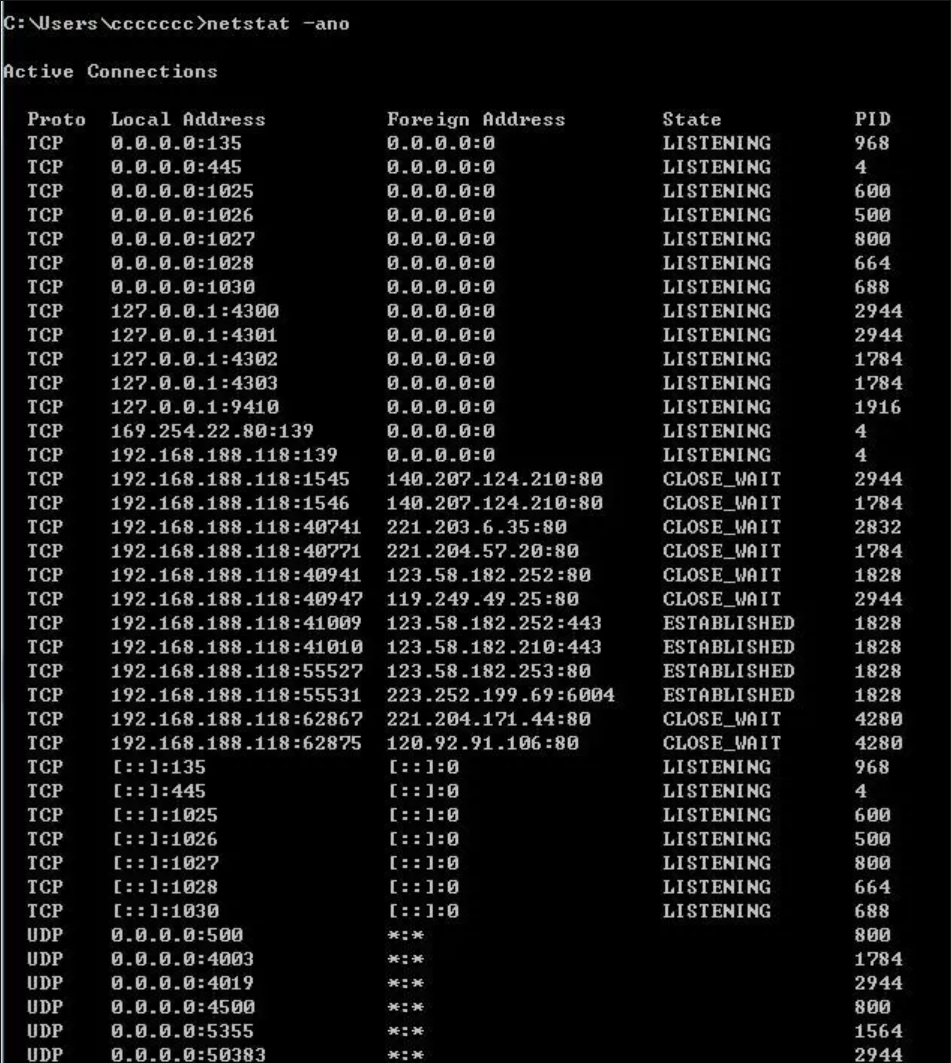 C:\Users\ccccccc>netstat -ano
Active Connections
Proto Local Address Foreign Address State PID
TCP 0.0.0.0:135 0.0.0.0:0 LISTENING 968
TCP 0.0.0.0:445 0.0.0.0:0 LISTENING 4
TCP 0.0.0.0:1025 0.0.0.0:0 LISTENING 600
TCP 0.0.0.0:1026 0.0.0.0:0 LISTENING 500
TCP 0.0.0.0:1027 0.0.0.0:0 LISTENING 800
TCP 0.0.0.0:1028 0.0.0.0:0 LISTENING 664
TCP 0.0.0.0:1030 0.0.0.0:0 LISTENING 688
TCP 127.0.0.1:4300 0.0.0.0:0 LISTENING 2944
TCP 127.0.0.1:4301 0.0.0.0:0 LISTENING 2944
TCP 127.0.0.1:4302 0.0.0.0:0 LISTENING 1784
TCP 127.0.0.1:4303 0.0.0.0:0 LISTENING 1784
TCP 127.0.0.1:9410 0.0.0.0:0 LISTENING 1916
TCP 169.254.22.80:139 0.0.0.0:0 LISTENING 4
TCP 192.168.188.118:139 0.0.0.0:0 LISTENING 4
TCP 192.168.188.118:1545 140.207.124.210:80 CLOSE_WAIT 2944
TCP 192.168.188.118:1546 140.207.124.210:80 CLOSE_WAIT 1784
TCP 192.168.188.118:40741 221.203.6.35:80 CLOSE_WAIT 2832
TCP 192.168.188.118:40771 221.204.57.20:80 CLOSE_WAIT 1784
TCP 192.168.188.118:40941 123.58.182.252:80 CLOSE_WAIT 1828
TCP 192.168.188.118:40947 119.249.49.25:80 CLOSE_WAIT 2944
TCP 192.168.188.118:41009 123.58.182.252:443 ESTABLISHED 1828
TCP 192.168.188.118:41010 123.58.182.210:443 ESTABLISHED 1828
TCP 192.168.188.118:55527 123.58.182.253:80 ESTABLISHED 1828
TCP 192.168.188.118:55531 223.252.199.69:6004 ESTABLISHED 1828
TCP 192.168.188.118:62867 221.204.171.44:80 CLOSE_WAIT 4280
TCP 192.168.188.118:62875 120.92.91.106:80 CLOSE_WAIT 4280
TCP [::]:135 [::]:0 LISTENING 968
TCP [::]:445 [::]:0 LISTENING 4
TCP [::]:1025 [::]:0 LISTENING 600
TCP [::]:1026 [::]:0 LISTENING 500
TCP [::]:1027 [::]:0 LISTENING 800
TCP [::]:1028 [::]:0 LISTENING 664
TCP [::]:1030 [::]:0 LISTENING 688
UDP 0.0.0.0:500 *:* 800
UDP 0.0.0.0:4003 *:* 1784
UDP 0.0.0.0:4019 *:* 2944
UDP 0.0.0.0:4500 *:* 800
UDP 0.0.0.0:5355 *:* 1564
UDP 0.0.0.0:50383 *:* 2944